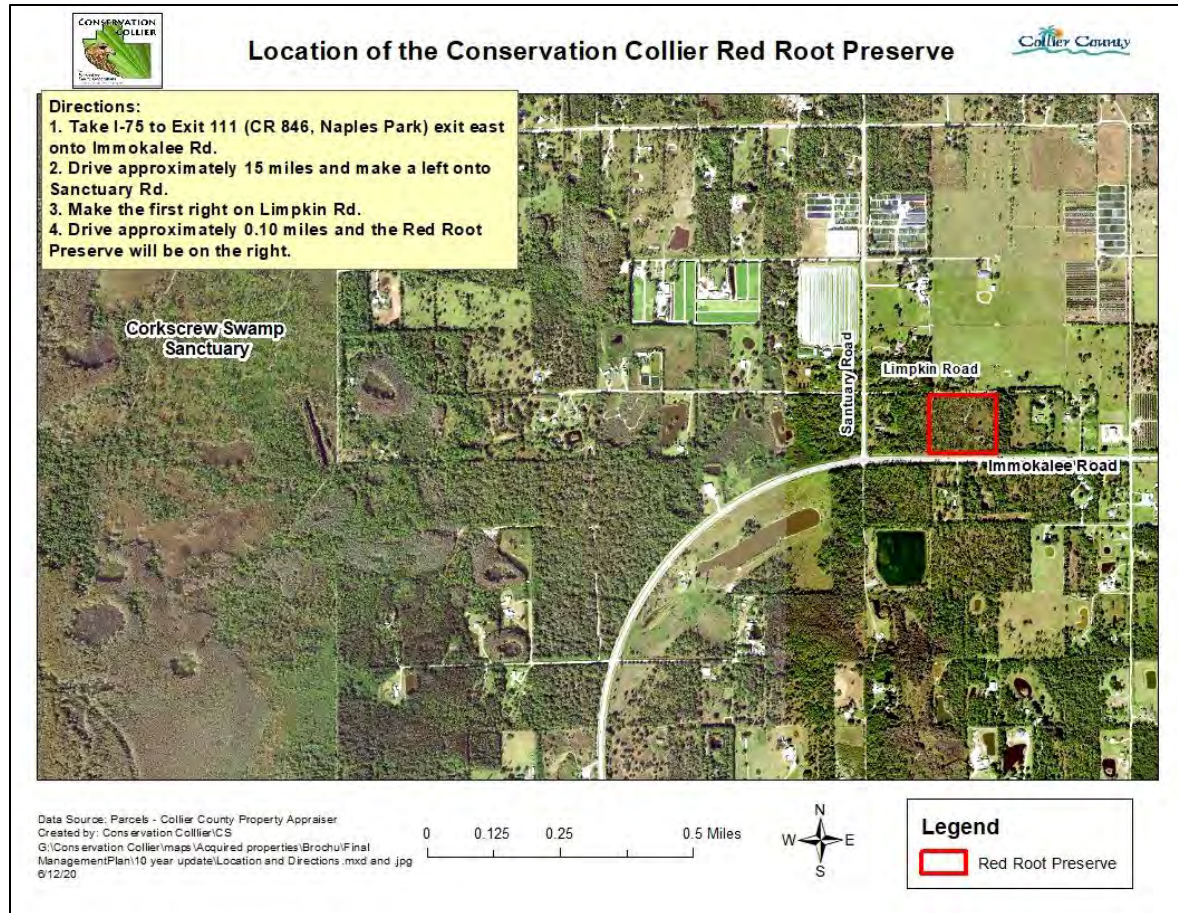 CONSERVATION
COLLIER
Location of the Conservation Collier Red Root Preserve
Collier County
Directions:
1. Take I-75 to Exit 111 (CR 846, Naples Park) exit east
onto Immokalee Rd.
2. Drive approximately 15 miles and make a left onto
Sanctuary Rd.
3. Make the first right on Limpkin Rd.
4. Drive approximately 0.10 miles and the Red Root
Preserve will be on the right.
Corkscrew Swamp
Sanctuary
Santuary Road
Limpkin Road
Immokalee Road
Data Source: Parcels - Collier County Property Appraiser
Created by: Conservation Colllier\CS
G:\Conservation Collier\maps\Acquired properties\Brochu\Final
ManagementPlan\10 year update\Location and Directions .mxd and .jpg
6/12/20
0 0.125 0.25 0.5 Miles
N
W E
S
Legend
Red Root Preserve